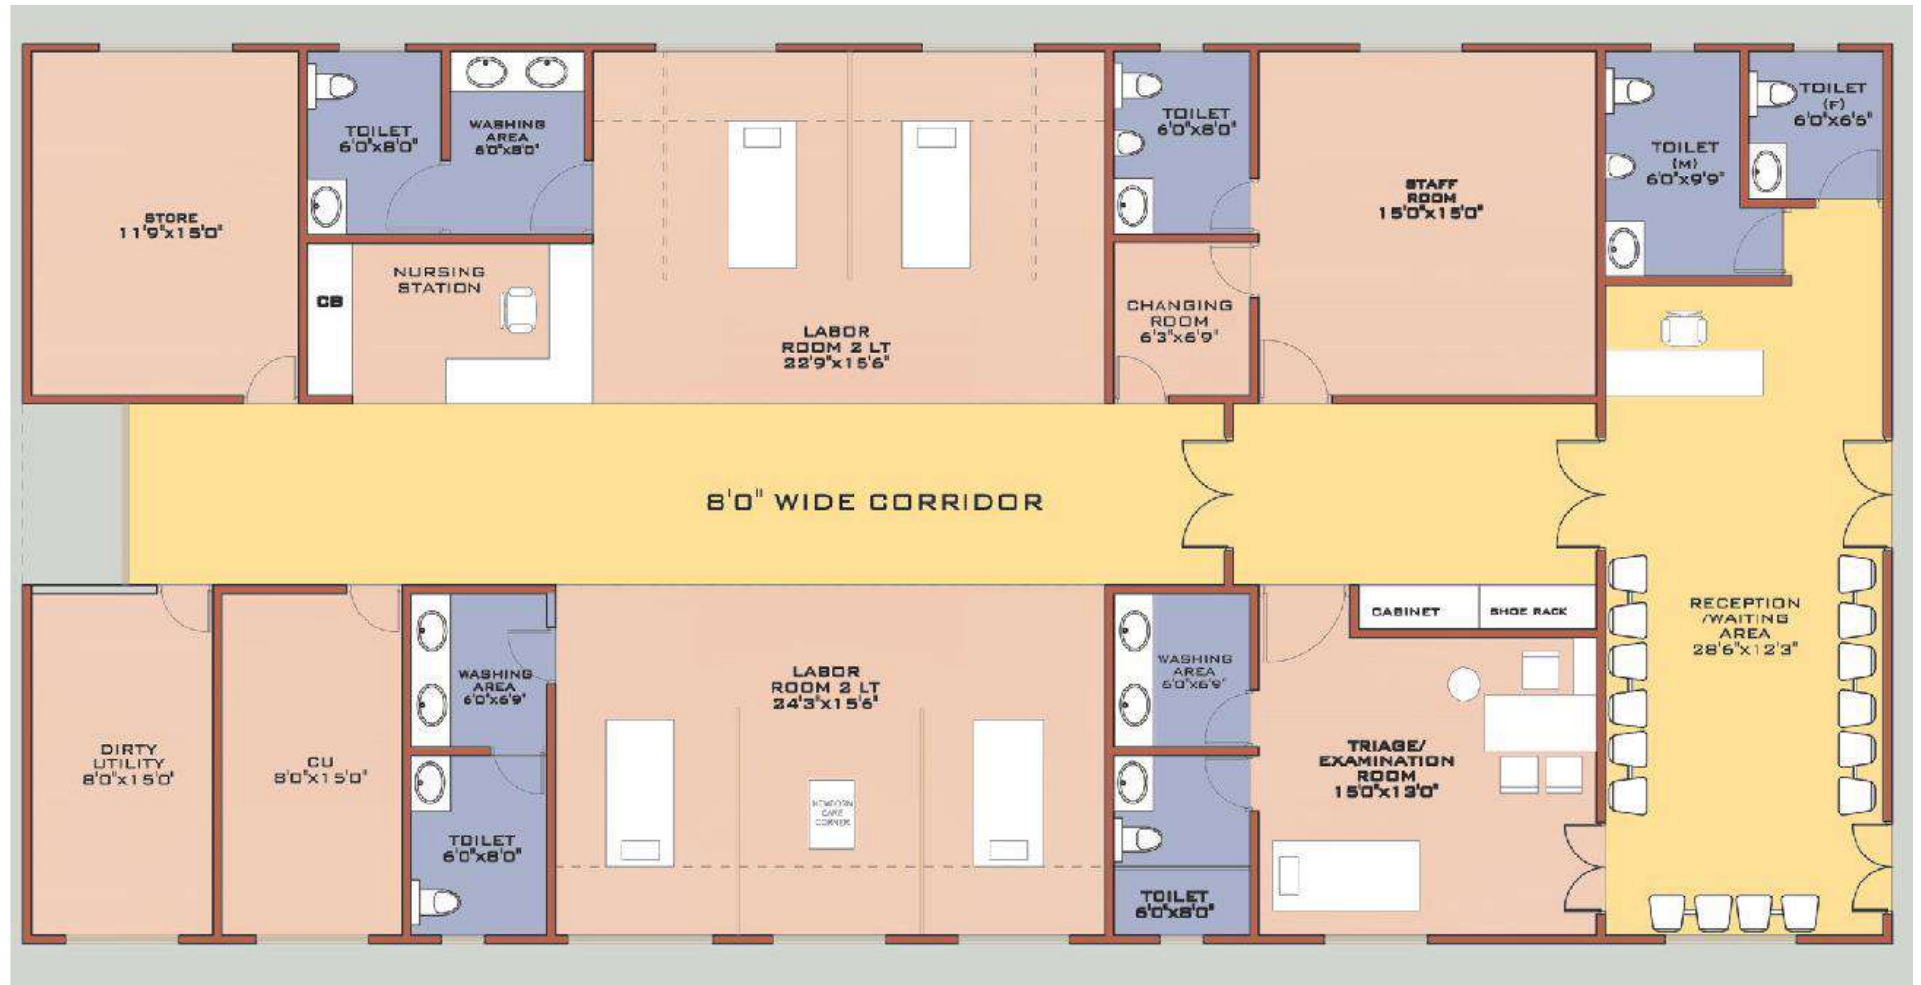 STORE
11'9"x15'0"
TOILET
6'0"x8'0"
WASHING
AREA
6'0"x8'0"
CB
NURSING
STATION
LABOR
ROOM 2 LT
22'9"x15'6"
TOILET
6'0"x8'0"
CHANGING
ROOM
6'3"x6'9"
STAFF
ROOM
15'0"x15'0"
TOILET
(M)
6'0"x9'9"
TOILET
(F)
6'0"x6'6"
8'0" WIDE CORRIDOR
DIRTY
UTILITY
8'0"x15'0"
CU
8'0"x15'0"
WASHING
AREA
6'0"x6'9"
TOILET
6'0"x8'0"
LABOR
ROOM 2 LT
24'3"x15'6"
NEWBORN
CARE
CORNER
WASHING
AREA
6'0"x6'9"
TOILET
6'0"x8'0"
CABINET
SHOE RACK
TRIAGE/
EXAMINATION
ROOM
15'0"x13'0"
RECEPTION
/WAITING
AREA
28'6"x12'3"